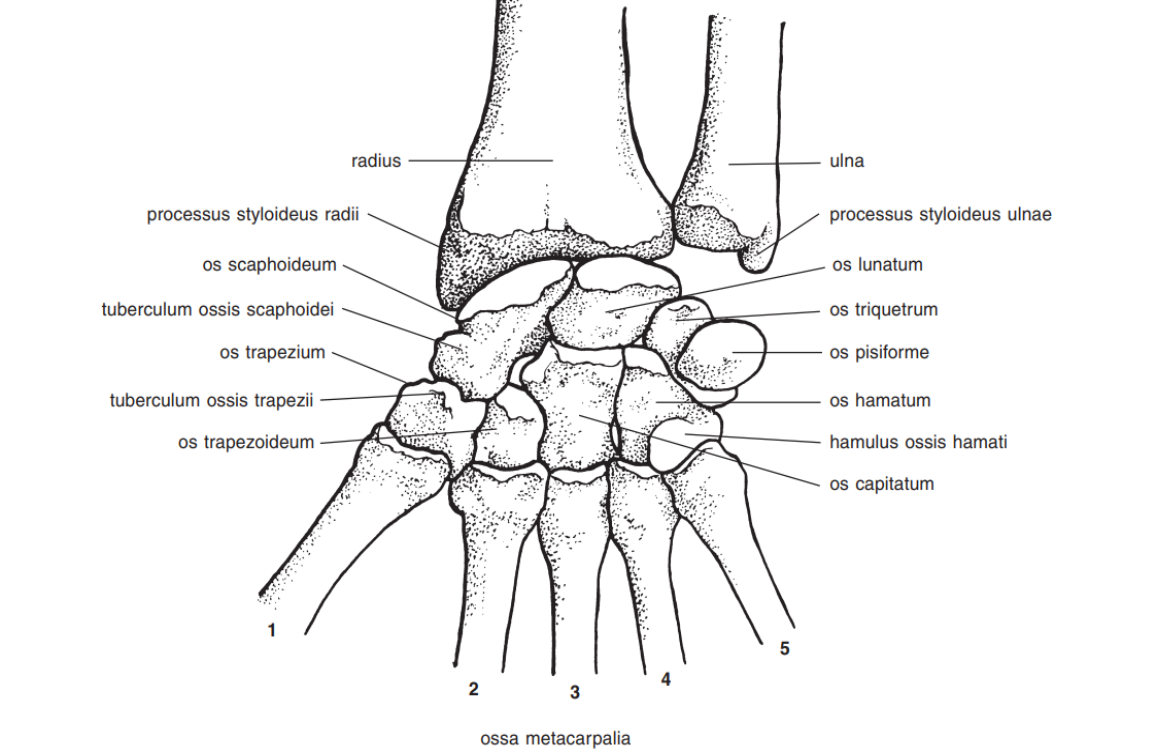 radius
ulna
processus styloideus radii
processus styloideus ulnae
os scaphoideum
os lunatum
tuberculum ossis scaphoidei
os triquetrum
os trapezium
os pisiforme
tuberculum ossis trapezii
os hamatum
os trapezoideum
hamulus ossis hamati
os capitatum
1
5
2
3
4
ossa metacarpalia